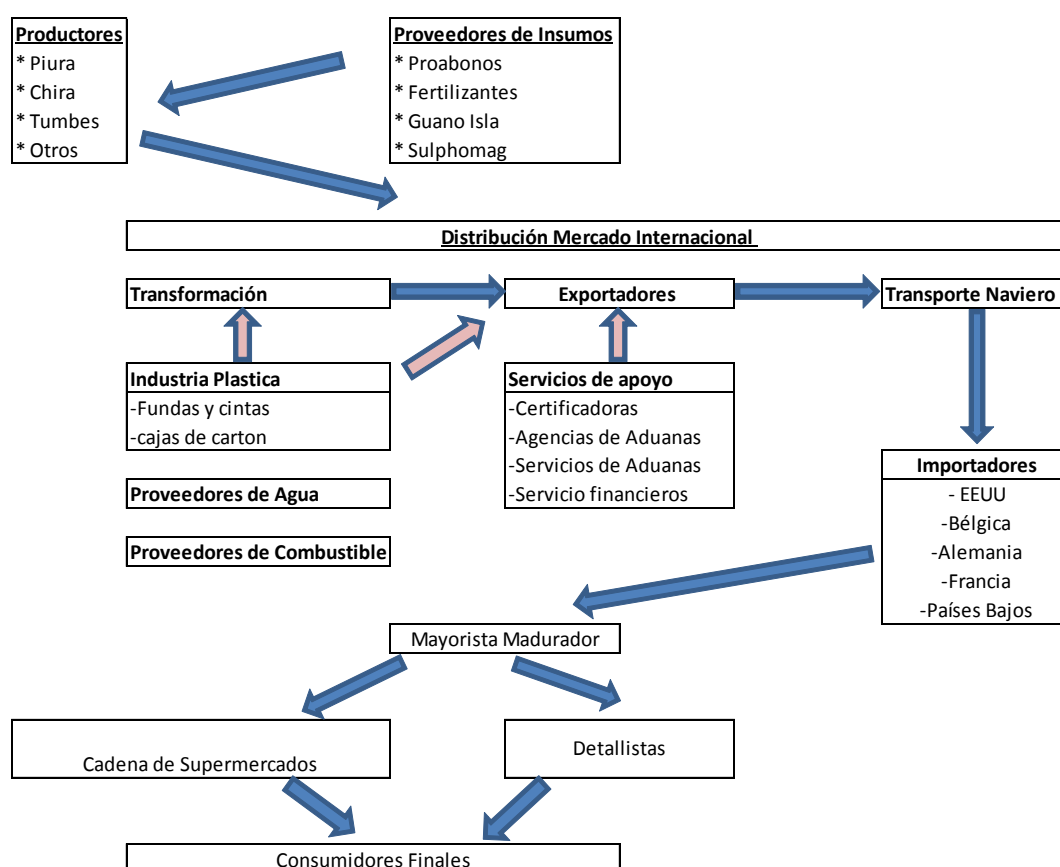 Productores
* Piura
* Chira
* Tumbes
* Otros
Proveedores de Insumos
* Proabonos
* Fertilizantes
* Guano Isla
* Sulphomag
Distribución Mercado Internacional
Transformación
Exportadores
Transporte Naviero
Industria Plastica
-Fundas y cintas
-cajas de carton
Servicios de apoyo
-Certificadoras
-Agencias de Aduanas
-Servicios de Aduanas
-Servicio financieros
Proveedores de Agua
Proveedores de Combustible
Importadores
- EEUU
-Bélgica
-Alemania
-Francia
-Países Bajos
Mayorista Madurador
Cadena de Supermercados
Detallistas
Consumidores Finales